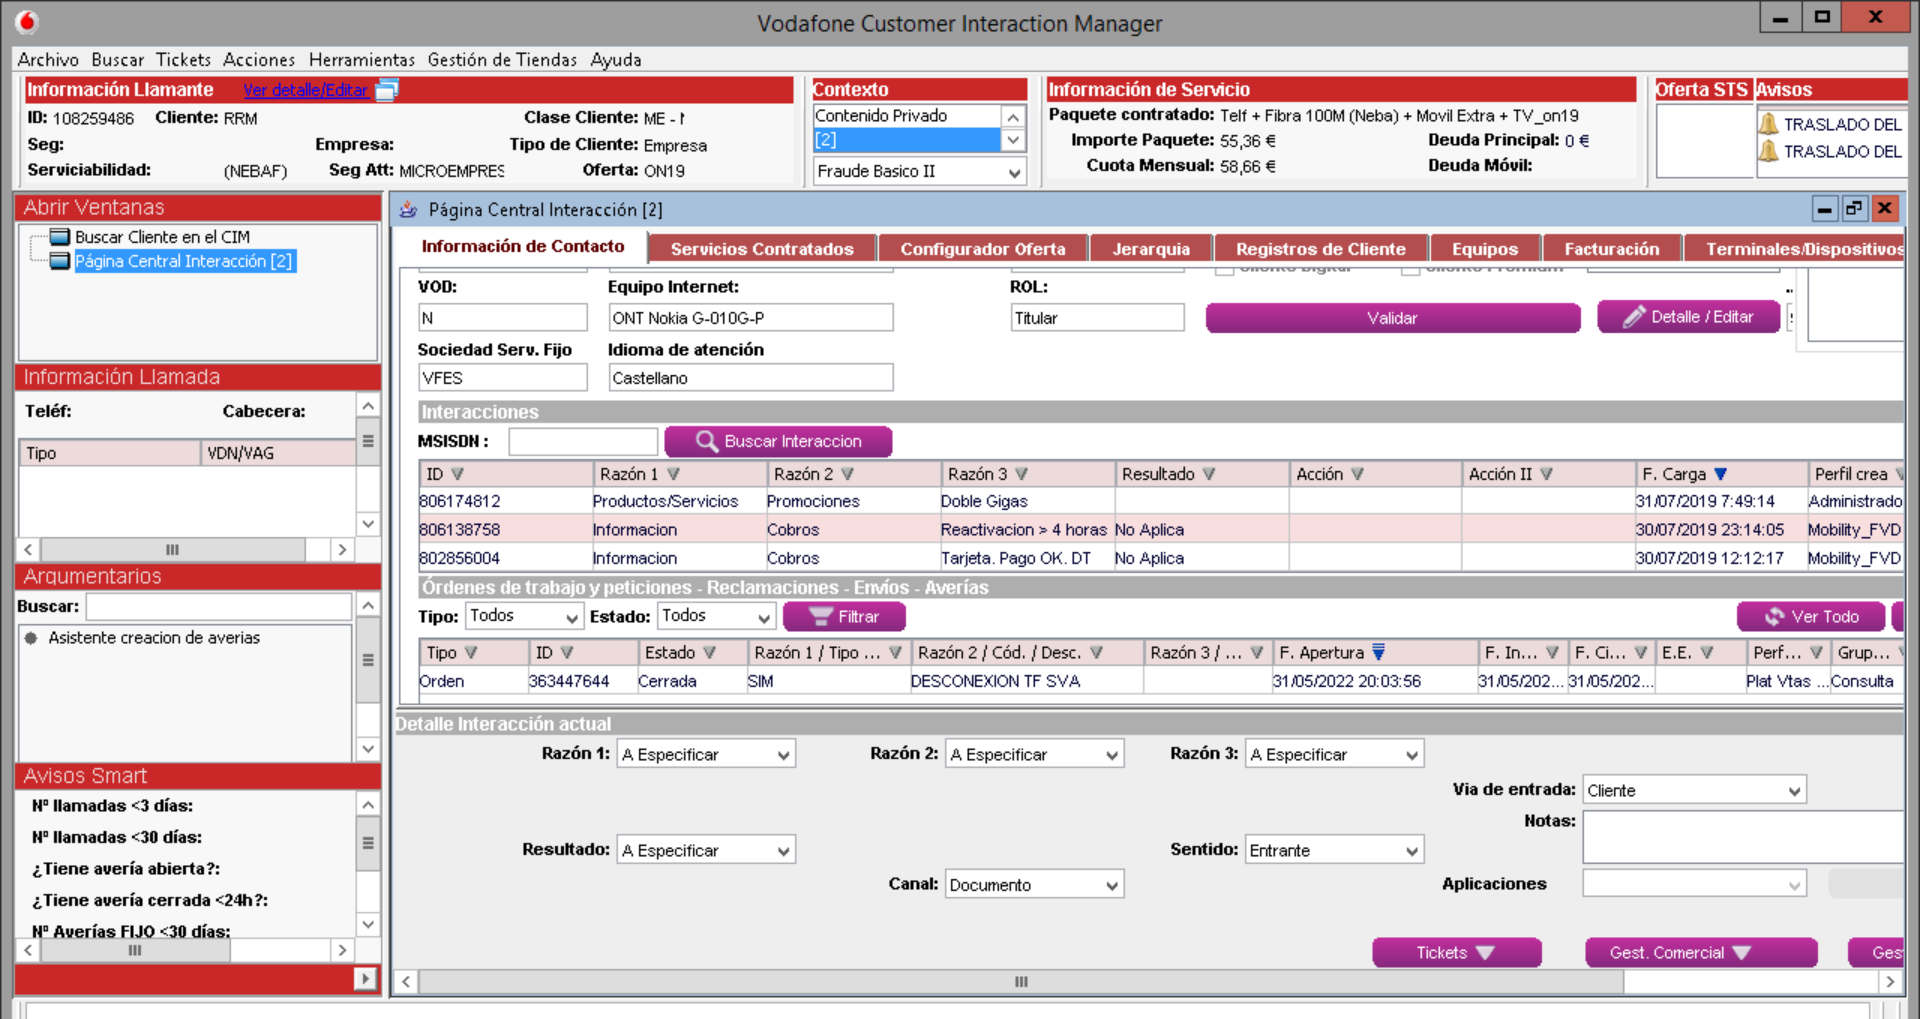 Vodafone Customer Interaction Manager
Archivo Buscar Tickets Acciones Herramientas Gestión de Tiendas Ayuda
Información Llamante Ver detalle/Editar
ID: 108259486 Cliente: RRM Clase Cliente: ME -
Seg: Empresa: Tipo de Cliente: Empresa
Serviciabilidad: (NEBAF) Seg Att: MICROEMPRES Oferta: ON19
Contexto
Contenido Privado
[2]
Fraude Basico II
Información de Servicio
Paquete contratado: Telf + Fibra 100M (Neba) + Movil Extra + TV_on19
Importe Paquete: 55,36 € Deuda Principal: 0 €
Cuota Mensual: 58,66 € Deuda Móvil:
Oferta STS Avisos
TRASLADO DEL
TRASLADO DEL
Abrir Ventanas
Buscar Cliente en el CIM
Página Central Interacción [2]
Información Llamada
Teléf: Cabecera:
Tipo VDN/VAG
Argumentarios
Buscar:
Asistente creacion de averias
Avisos Smart
Nº llamadas <3 días:
Nº llamadas <30 días:
¿Tiene avería abierta?:
¿Tiene avería cerrada <24h?:
Nº Averías FIJO <30 días:
Página Central Interacción [2]
Información de Contacto Servicios Contratados Configurador Oferta Jerarquia Registros de Cliente Equipos Facturación Terminales/Dispositivos
Cliente Digital Cliente Premium
VOD: Equipo Internet: ROL:
N ONT Nokia G-010G-P Titular Validar Detalle / Editar
Sociedad Serv. Fijo Idioma de atención
VFES Castellano
Interacciones
MSISDN : Buscar Interaccion
ID Razón 1 Razón 2 Razón 3 Resultado Acción Acción II F. Carga Perfil crea
806174812 Productos/Servicios Promociones Doble Gigas 31/07/2019 7:49:14 Administrado
806138758 Informacion Cobros Reactivacion > 4 horas No Aplica 30/07/2019 23:14:05 Mobility_FVD
802856004 Informacion Cobros Tarjeta. Pago OK. DT No Aplica 30/07/2019 12:12:17 Mobility_FVD
Órdenes de trabajo y peticiones - Reclamaciones - Envíos - Averías
Tipo: Todos Estado: Todos Filtrar Ver Todo
Tipo ID Estado Razón 1 / Tipo ... Razón 2 / Cód. / Desc. Razón 3 / ... F. Apertura F. In... F. Ci... E.E. Perf... Grup...
Orden 363447644 Cerrada SIM DESCONEXION TF SVA 31/05/2022 20:03:56 31/05/202... 31/05/202... Plat Vtas ... Consulta
Detalle Interacción actual
Razón 1: A Especificar Razón 2: A Especificar Razón 3: A Especificar
Via de entrada: Cliente
Notas:
Resultado: A Especificar Sentido: Entrante
Canal: Documento Aplicaciones
Tickets Gest. Comercial Ges